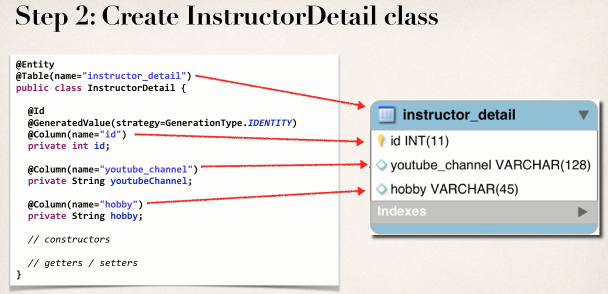 Step 2: Create InstructorDetail class
@Entity
@Table(name="instructor_detail")
public class InstructorDetail {
@Id
@GeneratedValue(strategy=GenerationType.IDENTITY)
@Column(name="id")
private int id;
@Column(name="youtube_channel")
private String youtubeChannel;
@Column(name="hobby")
private String hobby;
// constructors
// getters / setters
}
instructor_detail
id INT(11)
youtube_channel VARCHAR(128)
hobby VARCHAR(45)
Indexes